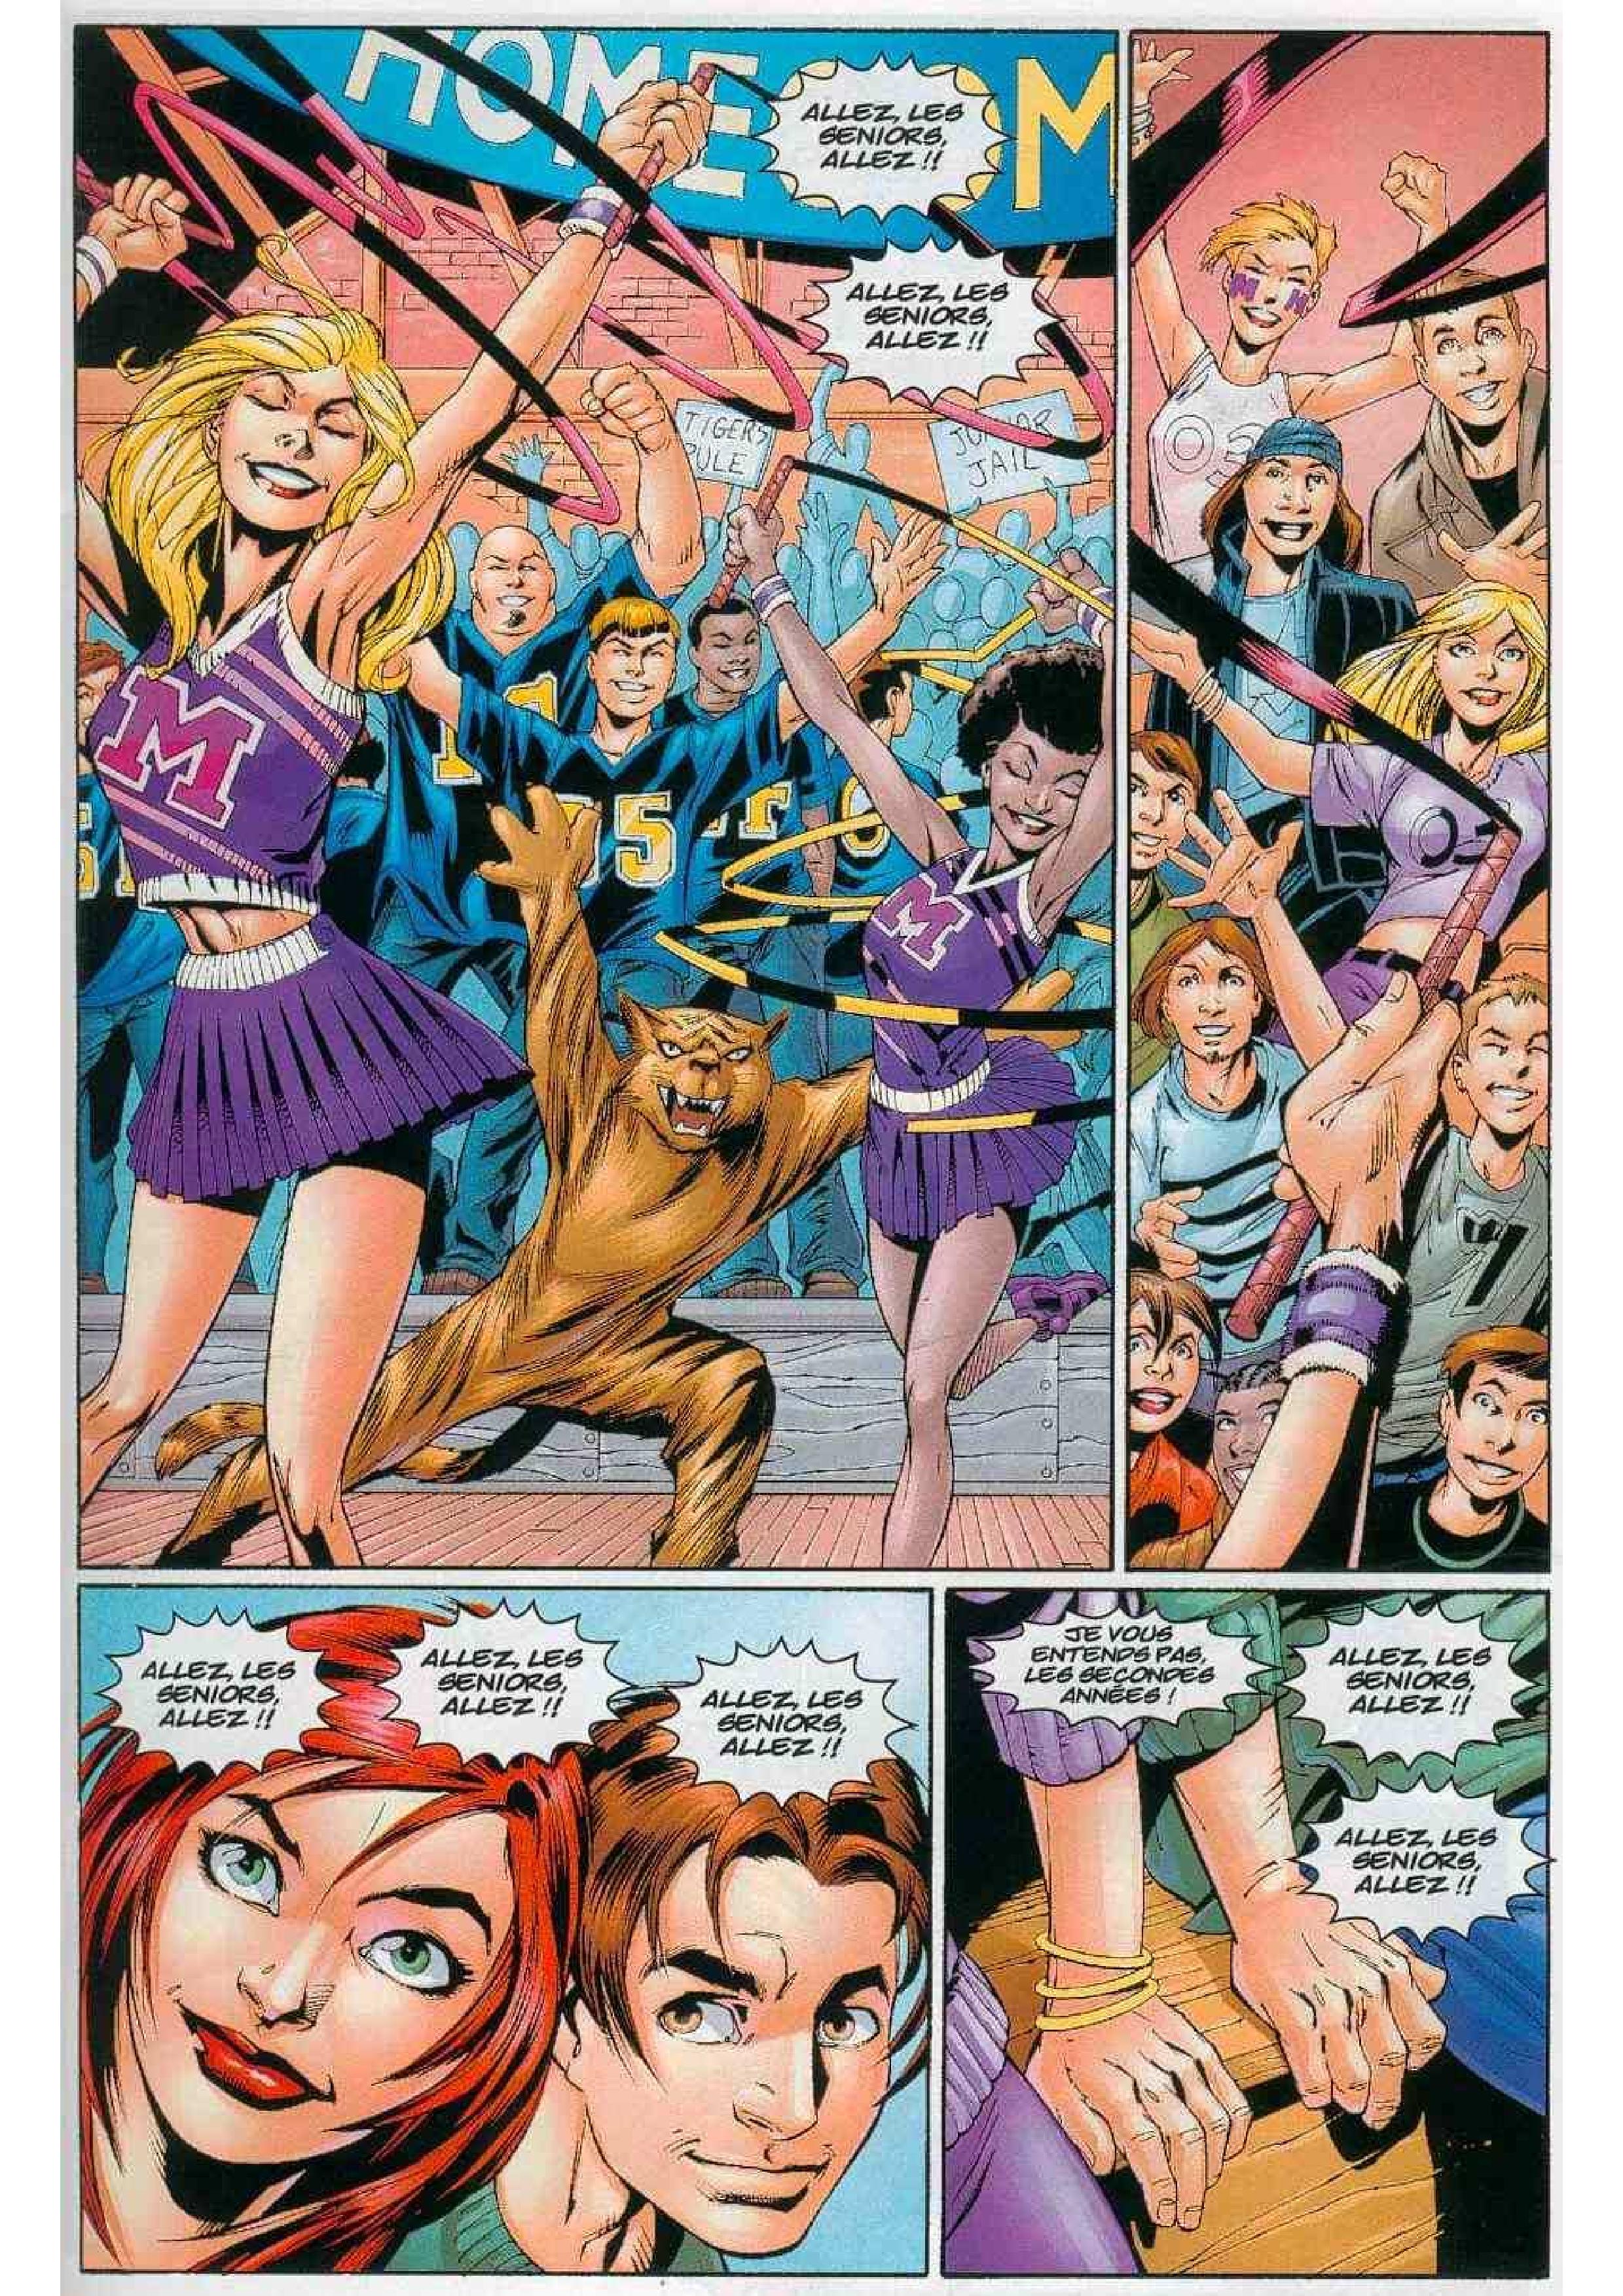 HOME
M
ALLEZ, LES
SENIORS,
ALLEZ !!
ALLEZ, LES
SENIORS,
ALLEZ !!
TIGERS
RULE
JUNIOR
JAIL
M
75
M
03
03
7
ALLEZ, LES
SENIORS,
ALLEZ !!
ALLEZ, LES
SENIORS,
ALLEZ !!
ALLEZ, LES
SENIORS,
ALLEZ !!
JE VOUS
ENTENDS PAS,
LES SECONDES
ANNÉES !
ALLEZ, LES
SENIORS,
ALLEZ !!
ALLEZ, LES
SENIORS,
ALLEZ !!